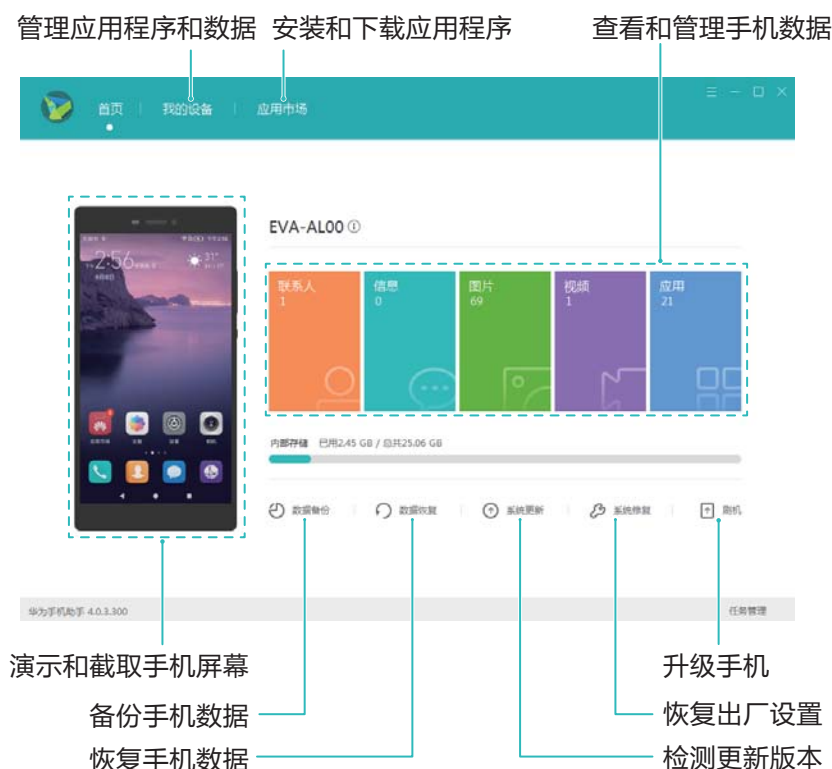 管理应用程序和数据 安装和下载应用程序 查看和管理手机数据
首页 我的设备 应用市场
EVA-AL00
2:56
31°
联系人 信息 图片 视频 应用
1 0 69 1 21
内部存储 已用2.45 GB / 总共25.06 GB
数据备份 数据恢复 系统更新 系统修复 刷机
华为手机助手 4.0.3.300 任务管理
演示和截取手机屏幕 升级手机
备份手机数据 恢复出厂设置
恢复手机数据 检测更新版本